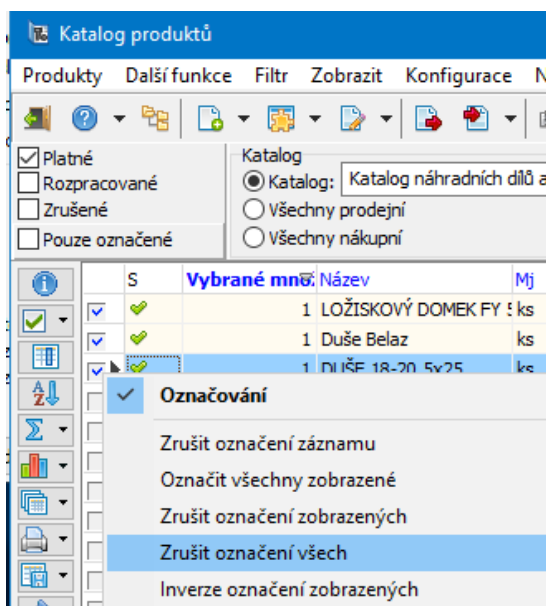 Katalog produktů
Produkty Další funkce Filtr Zobrazit Konfigurace N
Platné
Rozpracované
Zrušené
Pouze označené
Katalog
Katalog: Katalog náhradních dílů a
Všechny prodejní
Všechny nákupní
S Vybrané mno Název Mj
1 LOŽISKOVÝ DOMEK FY ks
1 Duše Belaz ks
1 DUŠE 18-20, 5x25 ks
Označování
Zrušit označení záznamu
Označit všechny zobrazené
Zrušit označení zobrazených
Zrušit označení všech
Inverze označení zobrazených